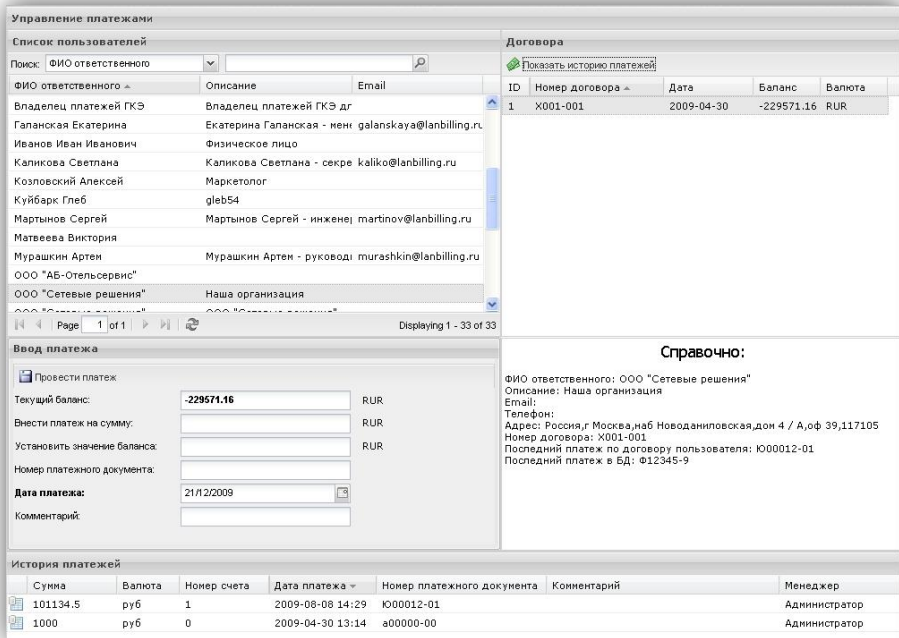 Управление платежами
Список пользователей
Поиск: ФИО ответственного
ФИО ответственного Описание Email
Владелец платежей ГКЭ Владелец платежей ГКЭ дг
Галанская Екатерина Екатерина Галанская - мене galanskaya@lanbilling.ru
Иванов Иван Иванович Физическое лицо
Каликова Светлана Каликова Светлана - секре kaliko@lanbilling.ru
Козловский Алексей Маркетолог
Куйбарк Глеб gleb54
Мартынов Сергей Мартынов Сергей - инженер martinov@lanbilling.ru
Матвеева Виктория
Мурашкин Артем Мурашкин Артем - руководи murashkin@lanbilling.ru
ООО "АБ-Отельсервис"
ООО "Сетевые решения" Наша организация
ООО "Сетевые решения" ООО "Сетевые решения"
Page 1 of 1 Displaying 1 - 33 of 33
Договора
Показать историю платежей
ID Номер договора Дата Баланс Валюта
1 X001-001 2009-04-30 -229571.16 RUR
Ввод платежа
Провести платеж
Текущий баланс: -229571.16 RUR
Внести платеж на сумму: RUR
Установить значение баланса: RUR
Номер платежного документа:
Дата платежа: 21/12/2009
Комментарий:
Справочно:
ФИО ответственного: ООО "Сетевые решения"
Описание: Наша организация
Email:
Телефон:
Адрес: Россия,г Москва,наб Новоданиловская,дом 4 / А,оф 39,117105
Номер договора: X001-001
Последний платеж по договору пользователя: Ю00012-01
Последний платеж в БД: Ф12345-9
История платежей
Сумма Валюта Номер счета Дата платежа Номер платежного документа Комментарий Менеджер
101134.5 руб 1 2009-08-08 14:29 Ю00012-01 Администратор
1000 руб 0 2009-04-30 13:14 а00000-00 Администратор